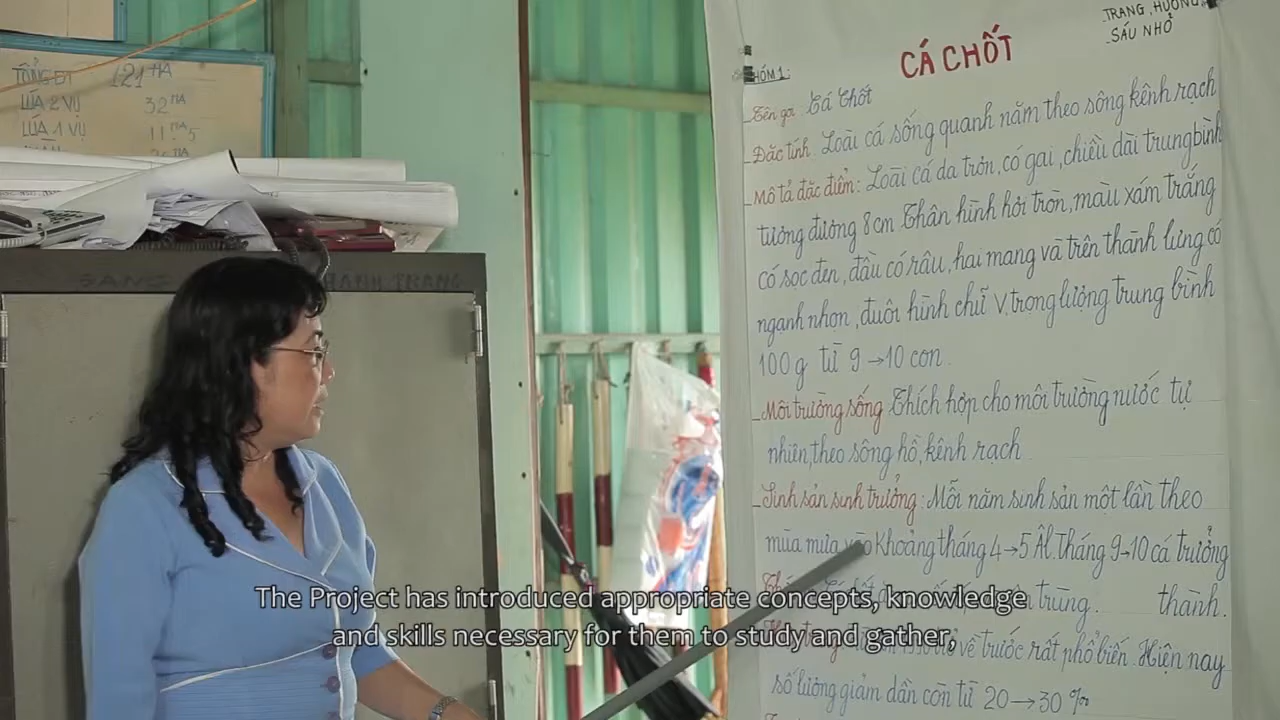 TỔNG DT 121 HA
LÚA 2 VỤ 32 HA
LÚA 1 VỤ 11 HA 5
SANG THANH TRANG
TRANG, HƯƠNG
SÁU NHỎ
CÁ CHỐT
NHÓM 1:
Tên gọi Cá Chốt
Đặc tính. Loài cá sống quanh năm theo sông kênh rạch
Mô tả đặc điểm: Loài cá da trơn, có gai, chiều dài trung bình
tương đương 8cm Thân hình hơi tròn, màu xám trắng
có sọc đen, đầu có râu, hai mang và trên thành lưng có
ngạnh nhọn, đuôi hình chữ V, trọng lượng trung bình
100g từ 9→10 con.
Môi trường sống Thích hợp cho môi trường nước tự
nhiên, theo sông hồ, kênh rạch
Sinh sản sinh trưởng: Mỗi năm sinh sản một lần theo
mùa mưa vào khoảng tháng 4→5 ÂL. Tháng 9→10 cá trưởng
trùng. thành.
về trước rất phổ biến. Hiện nay
số lượng giảm dần còn từ 20→30 %
The Project has introduced appropriate concepts, knowledge
and skills necessary for them to study and gather,